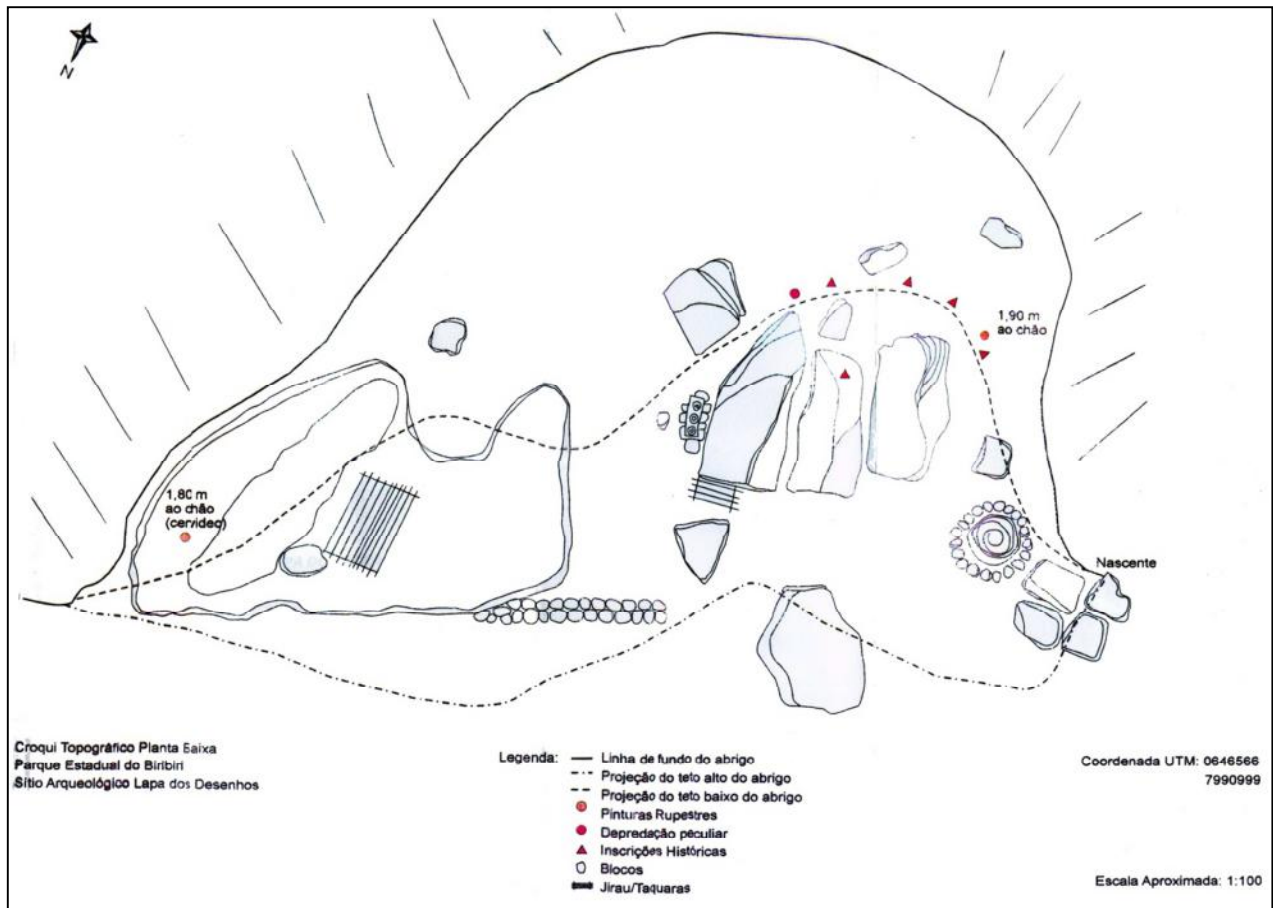 N
1,90 m
ao chão
1,80 m
ao chão
(cervideo)
Nascente
Croqui Topográfico Planta Baixa
Parque Estadual do Biribiri
Sítio Arqueológico Lapa dos Desenhos
Legenda:
Linha de fundo do abrigo
Projeção do teto alto do abrigo
Projeção do teto baixo do abrigo
Pinturas Rupestres
Depredação peculiar
Inscrições Históricas
Blocos
Jirau/Taquaras
Coordenada UTM: 0646566
7990999
Escala Aproximada: 1:100